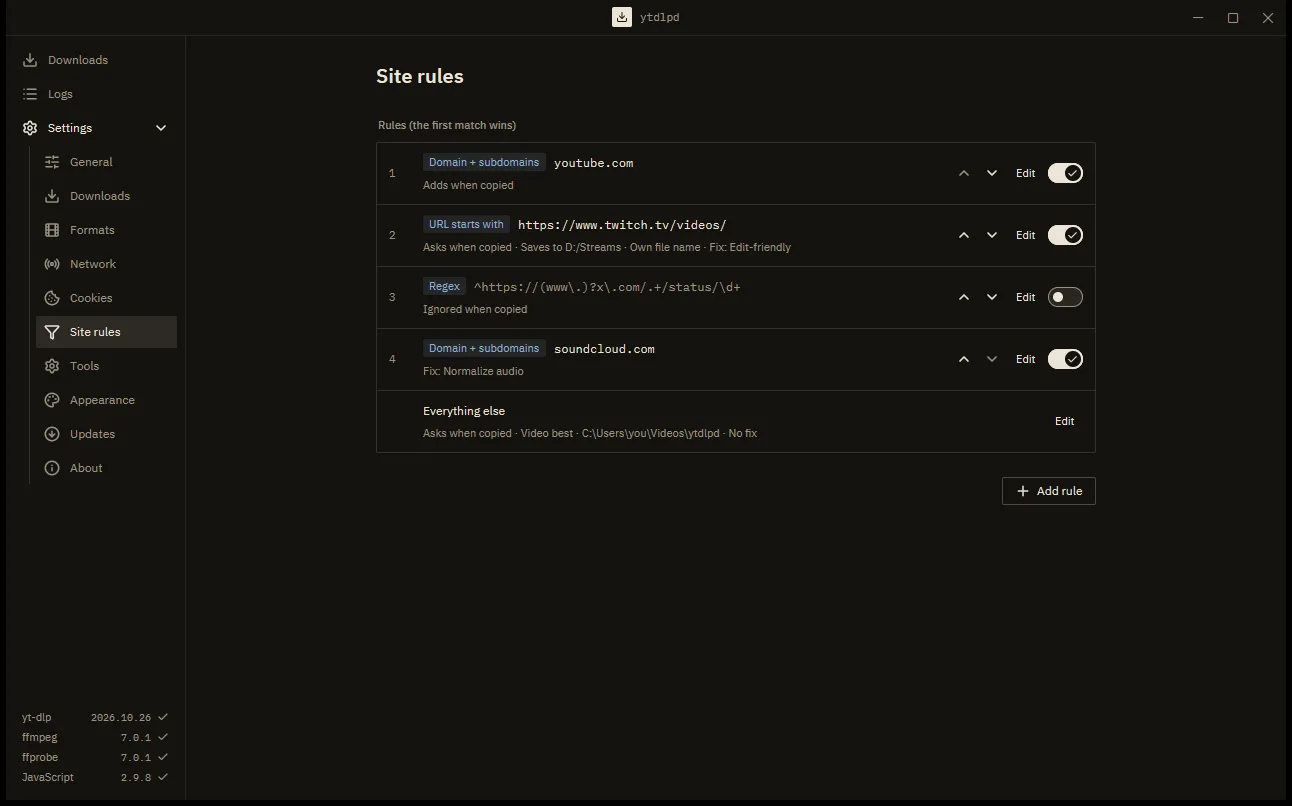 ytdlpd
Downloads
Logs
Settings
General
Downloads
Formats
Network
Cookies
Site rules
Tools
Appearance
Updates
About
yt-dlp 2026.10.26
ffmpeg 7.0.1
ffprobe 7.0.1
JavaScript 2.9.8
Site rules
Rules (the first match wins)
1 Domain + subdomains youtube.com Edit
Adds when copied
2 URL starts with https://www.twitch.tv/videos/ Edit
Asks when copied · Saves to D:/Streams · Own file name · Fix: Edit-friendly
3 Regex ^https://(www\.)?x\.com/.+/status/\d+ Edit
Ignored when copied
4 Domain + subdomains soundcloud.com Edit
Fix: Normalize audio
Everything else Edit
Asks when copied · Video best · C:\Users\you\Videos\ytdlpd · No fix
Add rule